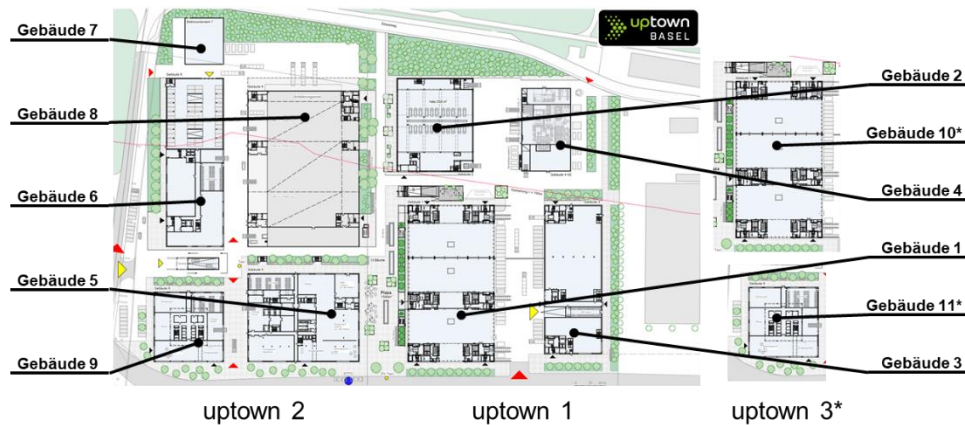 uptown
BASEL
Gebäude 7
Gebäude 8
Gebäude 6
Gebäude 5
Gebäude 9
Gebäude 2
Gebäude 10*
Gebäude 4
Gebäude 1
Gebäude 11*
Gebäude 3
uptown 2
uptown 1
uptown 3*